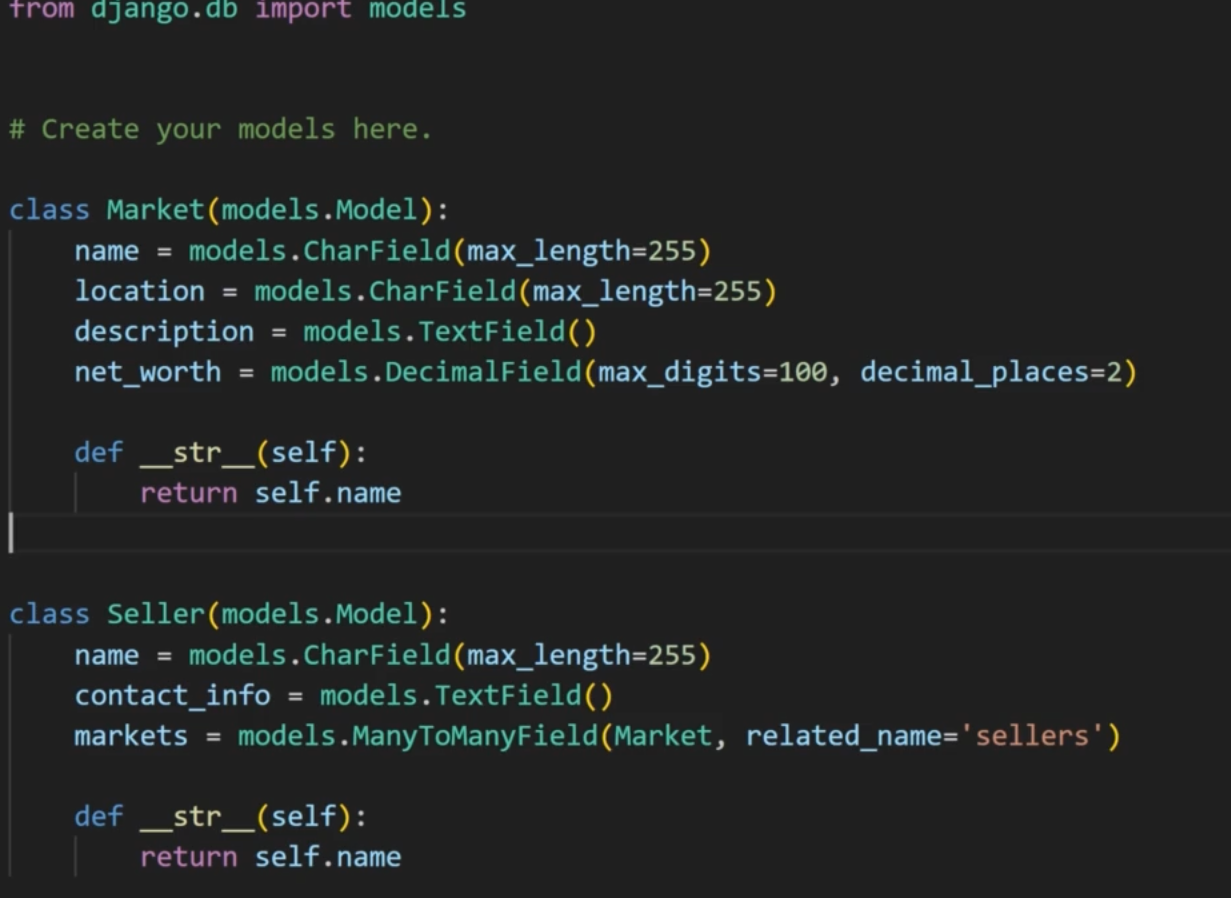 from django.db import models
# Create your models here.
class Market(models.Model):
    name = models.CharField(max_length=255)
    location = models.CharField(max_length=255)
    description = models.TextField()
    net_worth = models.DecimalField(max_digits=100, decimal_places=2)
    def __str__(self):
        return self.name
class Seller(models.Model):
    name = models.CharField(max_length=255)
    contact_info = models.TextField()
    markets = models.ManyToManyField(Market, related_name='sellers')
    def __str__(self):
        return self.name